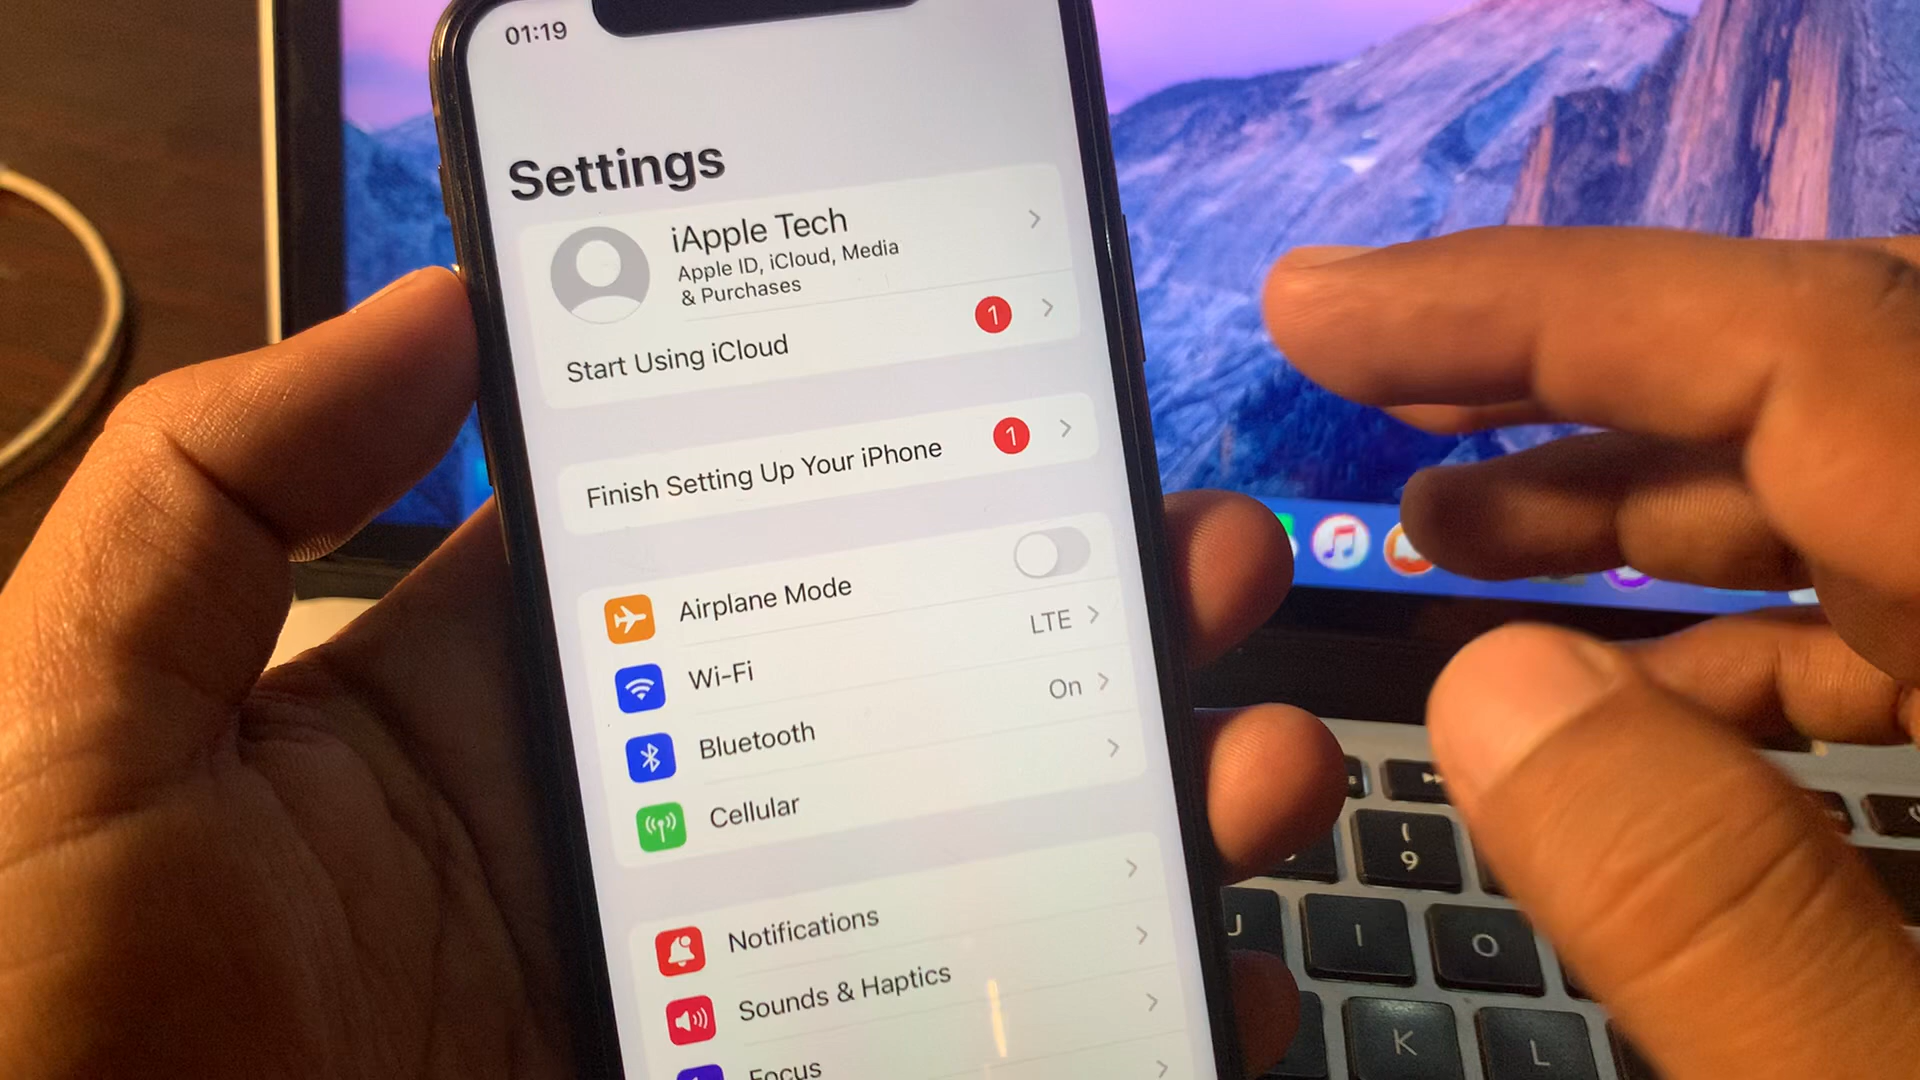 01:19
Settings
iApple Tech
Apple ID, iCloud, Media
& Purchases
Start Using iCloud
1
Finish Setting Up Your iPhone
1
Airplane Mode
Wi-Fi
LTE
Bluetooth
On
Cellular
Notifications
Sounds & Haptics
Focus
(
9
J
I
O
K
L